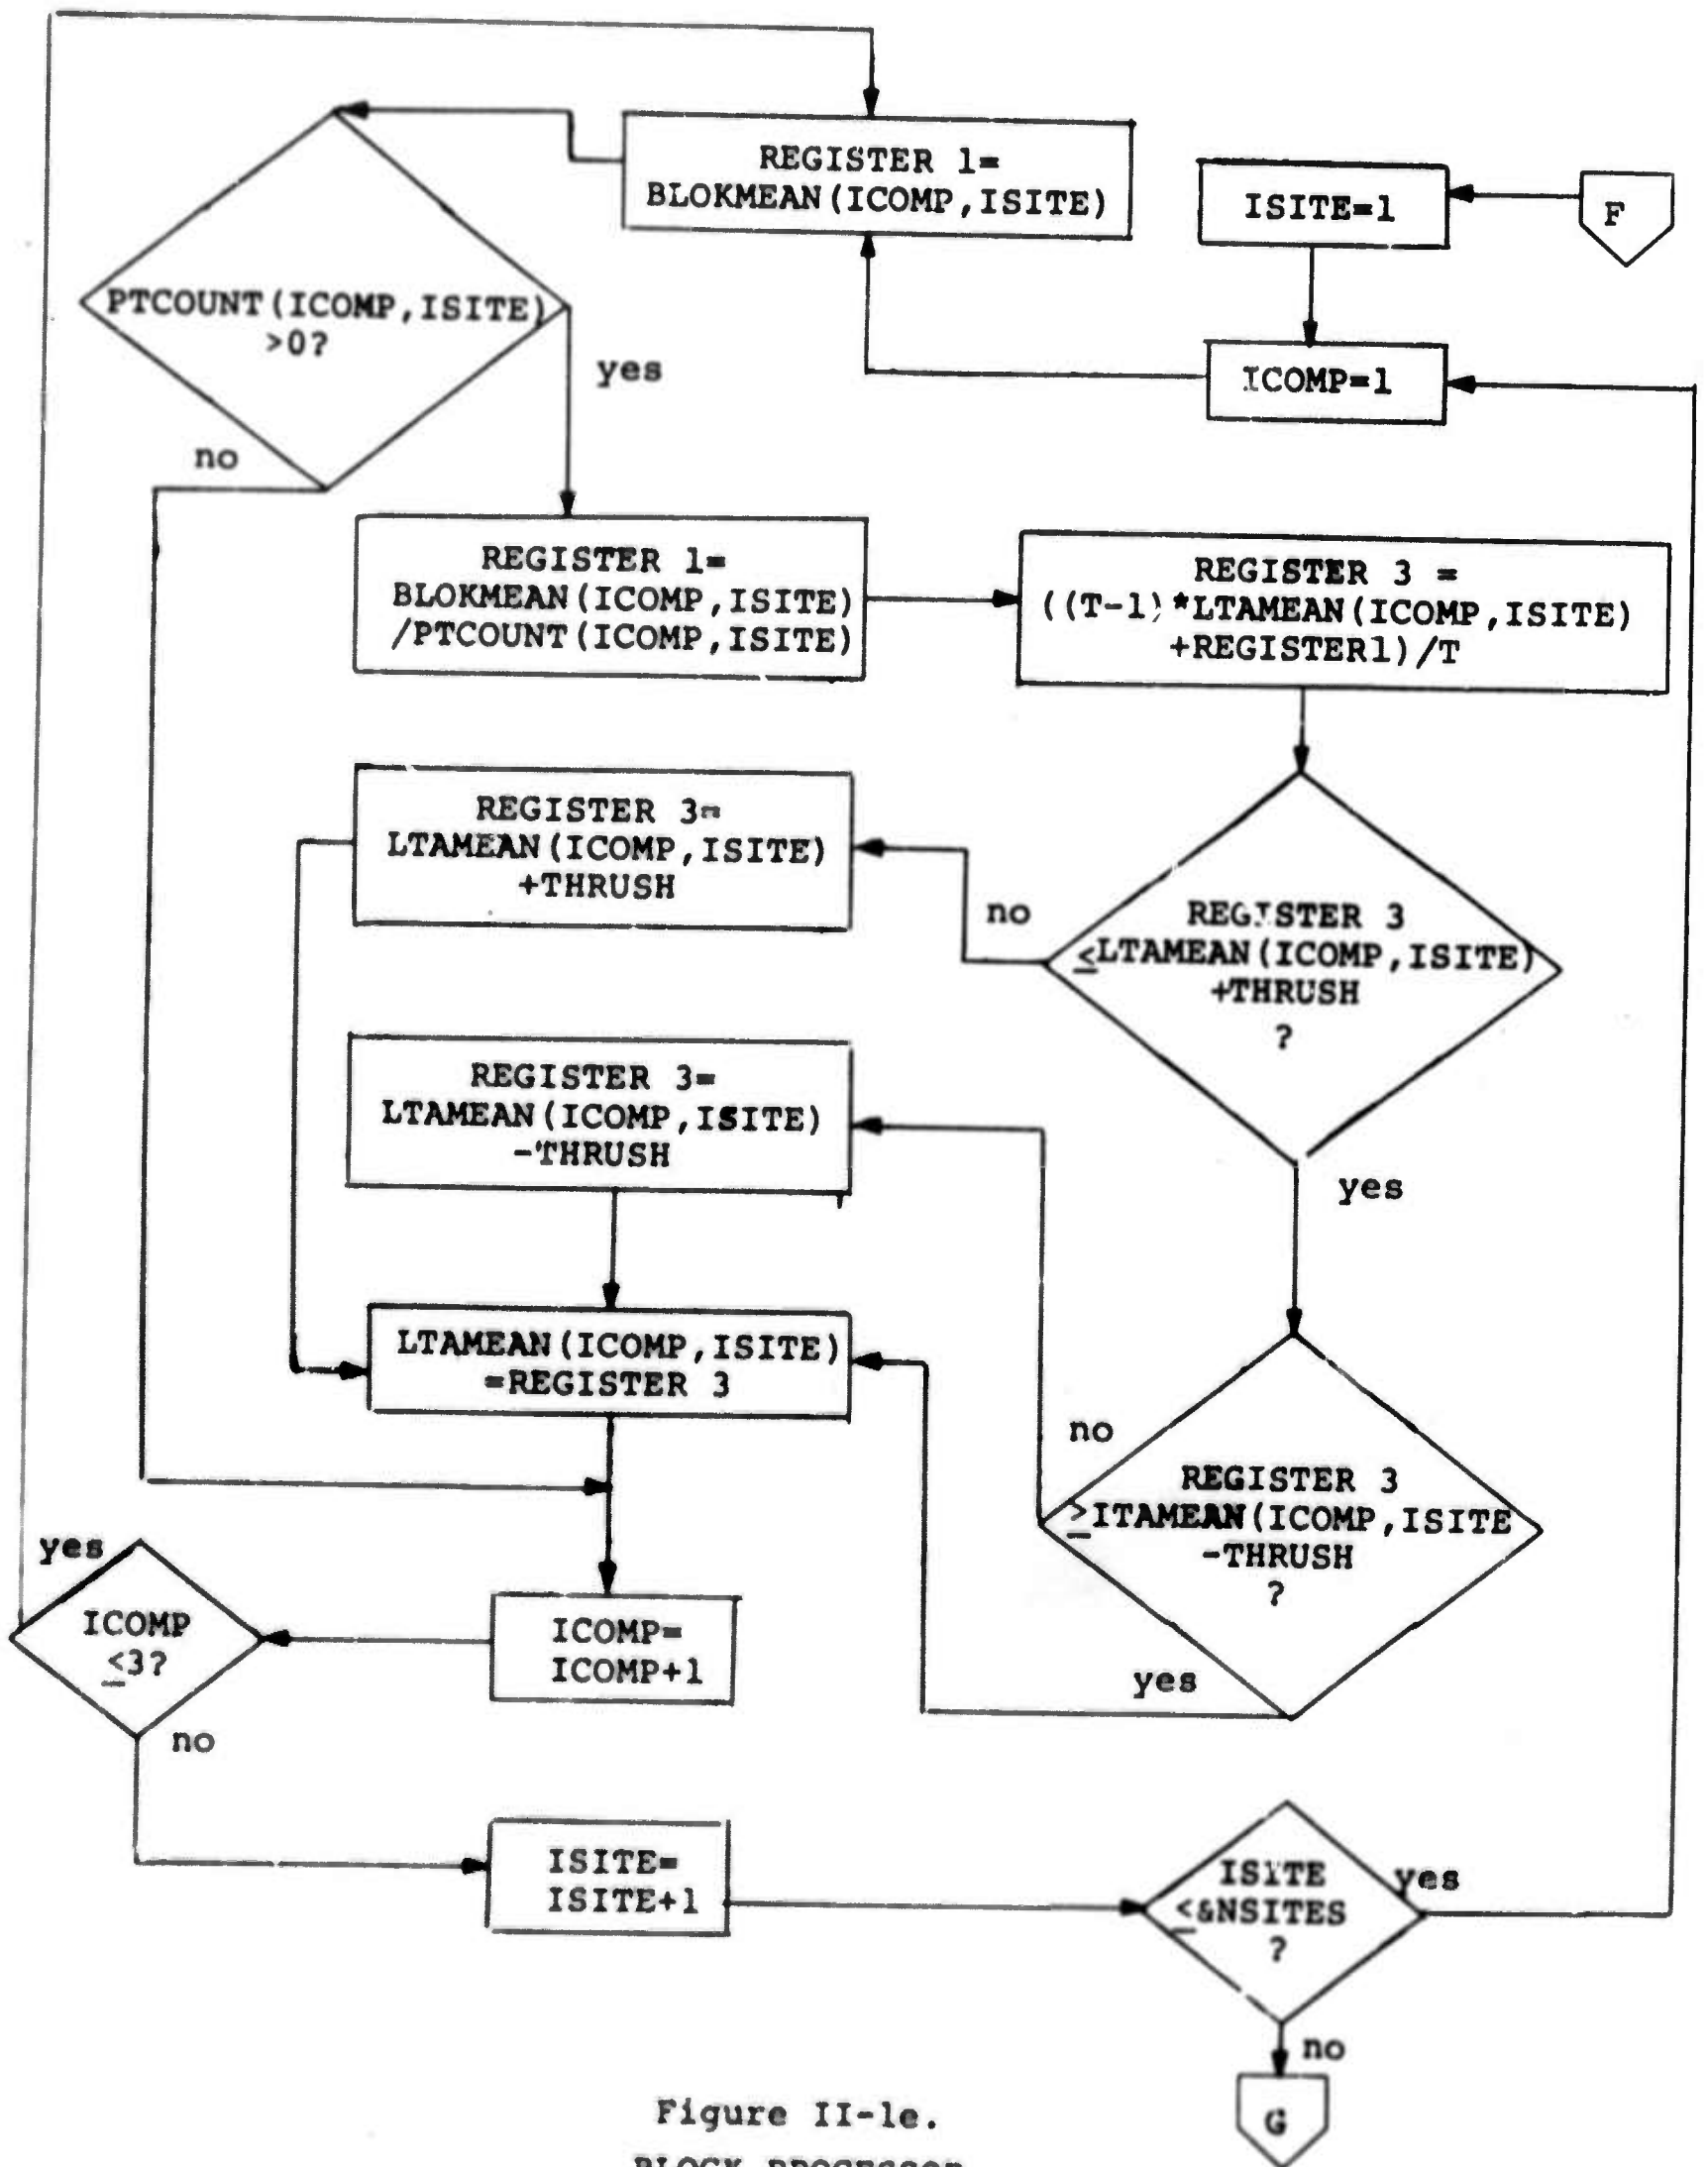 REGISTER 1=
BLOKMEAN(ICOMP,ISITE)
ISITE=1
F
PTCOUNT(ICOMP,ISITE)
>0?
yes
ICOMP=1
no
REGISTER 1=
BLOKMEAN(ICOMP,ISITE)
/PTCOUNT(ICOMP,ISITE)
REGISTER 3 =
((T-1)*LTAMEAN(ICOMP,ISITE)
+REGISTER1)/T
REGISTER 3=
LTAMEAN(ICOMP,ISITE)
+THRUSH
no
REGISTER 3
≤LTAMEAN(ICOMP,ISITE)
+THRUSH
?
yes
REGISTER 3=
LTAMEAN(ICOMP,ISITE)
-THRUSH
LTAMEAN(ICOMP,ISITE)
=REGISTER 3
no
REGISTER 3
≥ITAMEAN(ICOMP,ISITE
-THRUSH
?
yes
yes
ICOMP
≤3?
no
ICOMP=
ICOMP+1
ISITE=
ISITE+1
ISITE
≤&NSITES
?
yes
no
G
Figure II-1e.
BLOCK PROCESSOR